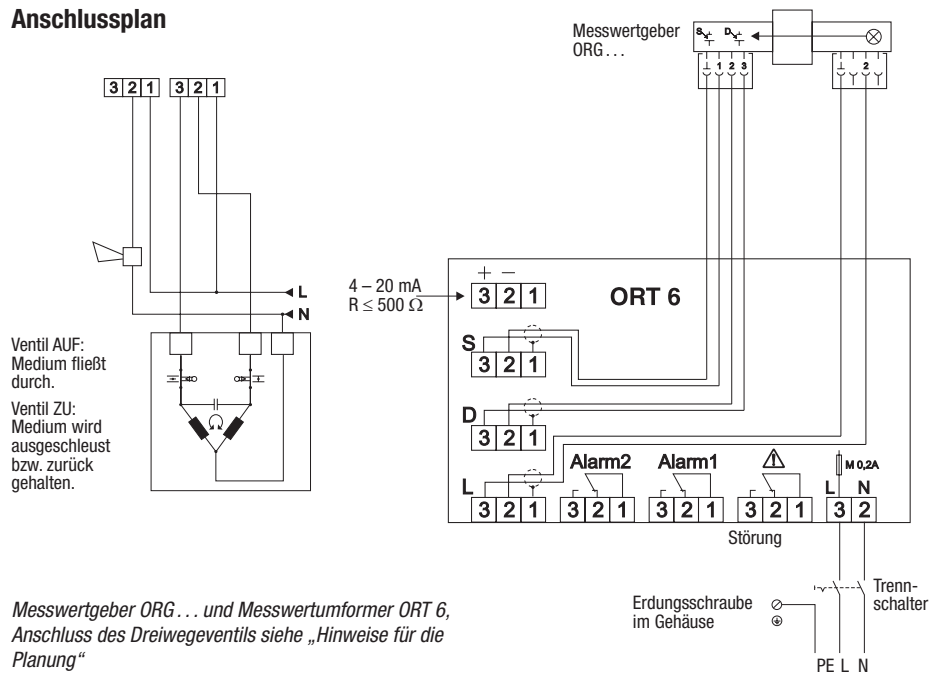 Anschlussplan
Messwertgeber
ORG...
S D
⊥ 1 2 3
⊥ 2
3 2 1 3 2 1
L
N
Ventil AUF:
Medium fließt
durch.
Ventil ZU:
Medium wird
ausgeschleust
bzw. zurück
gehalten.
4 – 20 mA
R ≤ 500 Ω
+ –
3 2 1
ORT 6
S
3 2 1
D
3 2 1
L
3 2 1
Alarm2
3 2 1
Alarm1
3 2 1
⚠
3 2 1
Störung
M 0,2A
L N
3 2
Trenn-
schalter
Erdungsschraube
im Gehäuse
PE L N
Messwertgeber ORG... und Messwertumformer ORT 6,
Anschluss des Dreiwegeventils siehe „Hinweise für die
Planung“